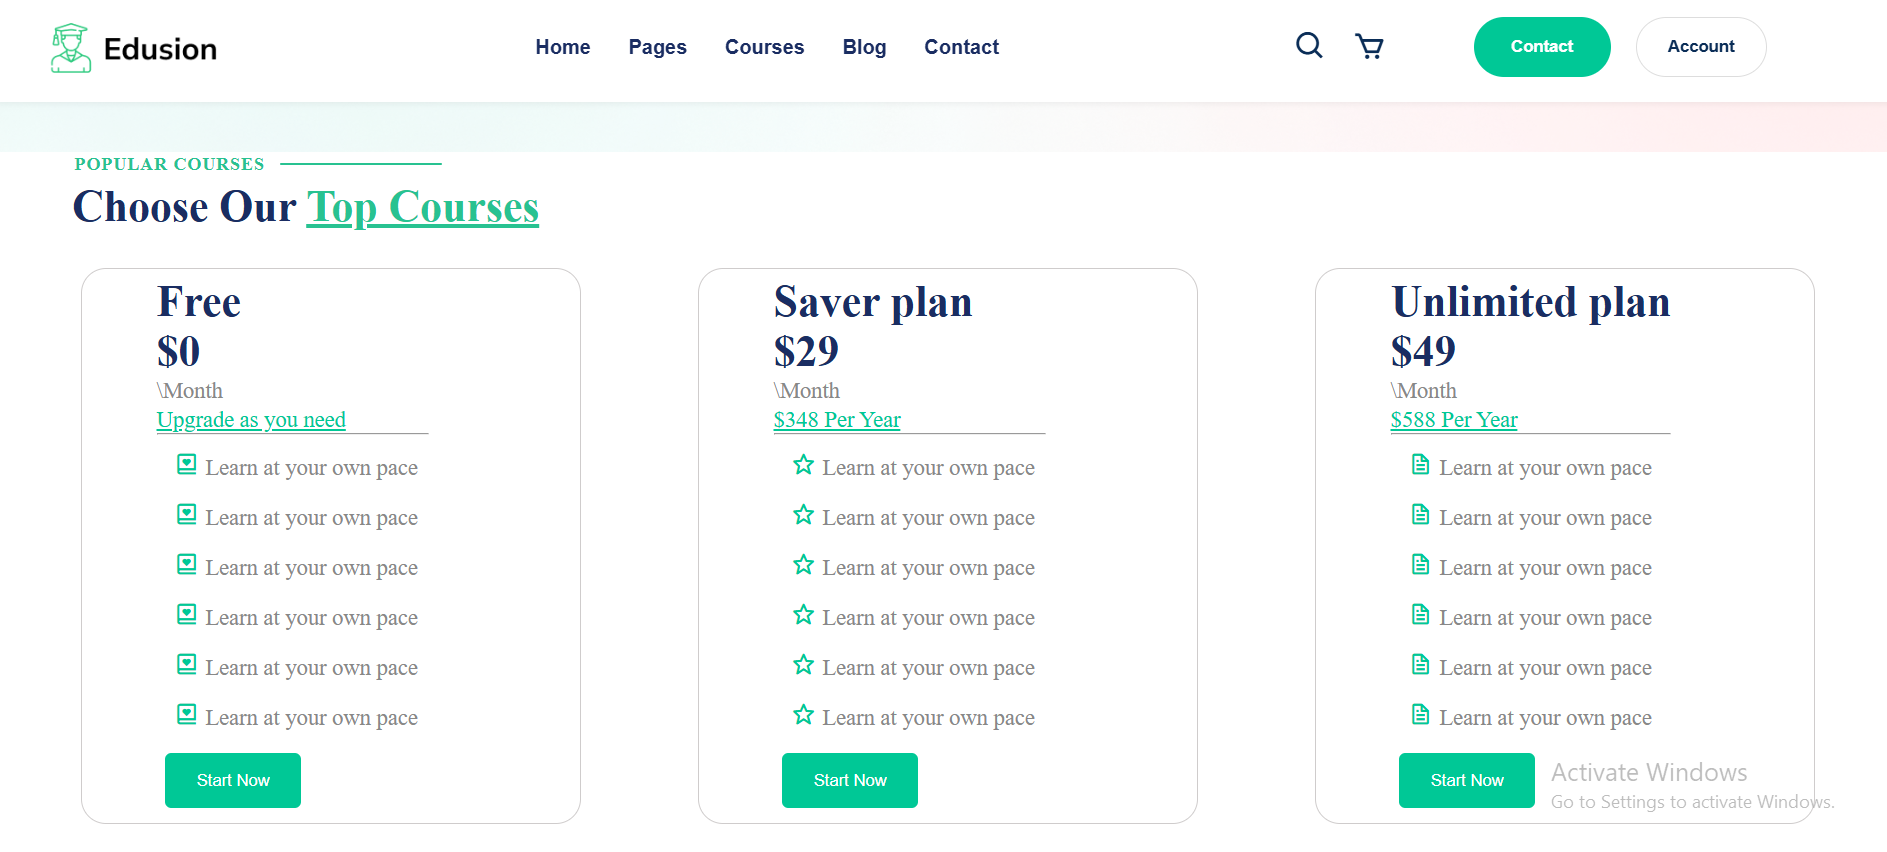 Edusion
Home Pages Courses Blog Contact
Contact Account
POPULAR COURSES
Choose Our Top Courses
Free
$0
\Month
Upgrade as you need
Learn at your own pace
Learn at your own pace
Learn at your own pace
Learn at your own pace
Learn at your own pace
Learn at your own pace
Start Now
Saver plan
$29
\Month
$348 Per Year
Learn at your own pace
Learn at your own pace
Learn at your own pace
Learn at your own pace
Learn at your own pace
Learn at your own pace
Start Now
Unlimited plan
$49
\Month
$588 Per Year
Learn at your own pace
Learn at your own pace
Learn at your own pace
Learn at your own pace
Learn at your own pace
Learn at your own pace
Start Now
Activate Windows
Go to Settings to activate Windows.